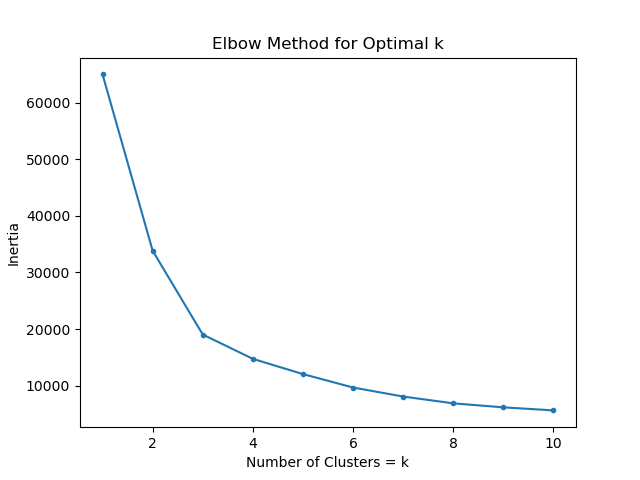 Elbow Method for Optimal k
60000
50000
40000
30000
20000
10000
Inertia
2 4 6 8 10
Number of Clusters = k